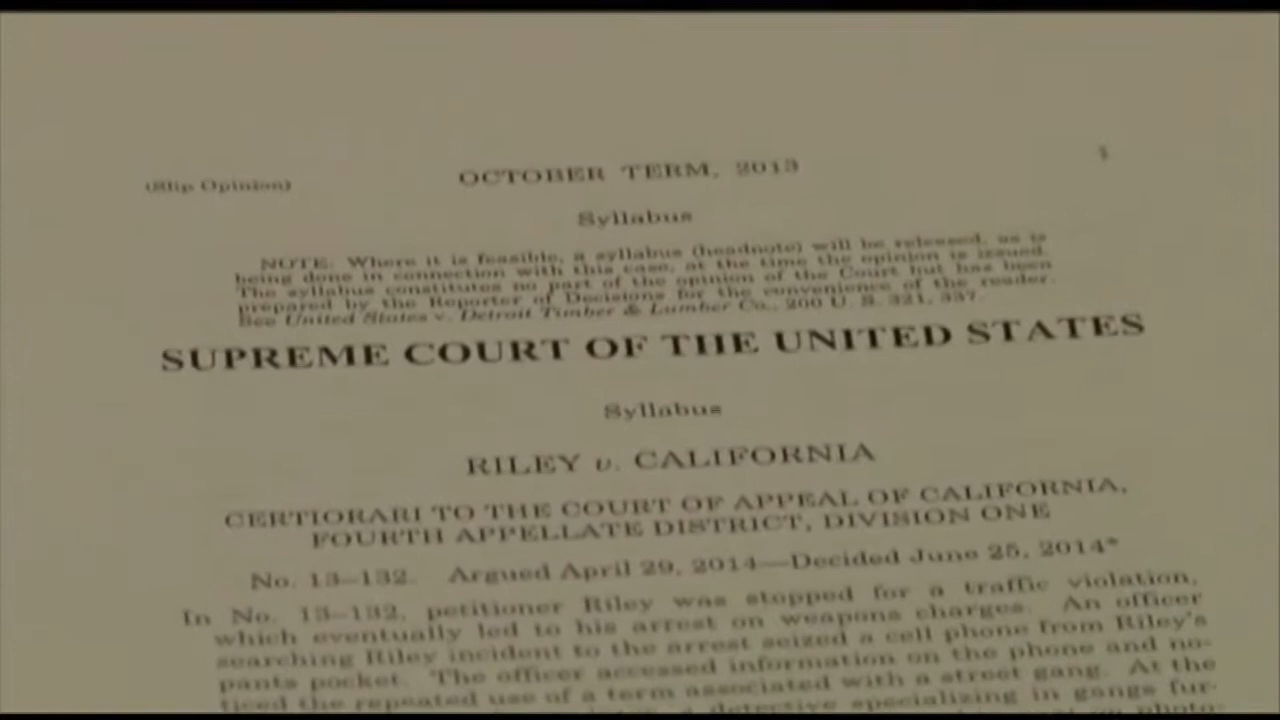 (Slip Opinion) OCTOBER TERM, 2013 1
Syllabus
NOTE: Where it is feasible, a syllabus (headnote) will be released, as is
being done in connection with this case, at the time the opinion is issued.
The syllabus constitutes no part of the opinion of the Court but has been
prepared by the Reporter of Decisions for the convenience of the reader.
See United States v. Detroit Timber & Lumber Co., 200 U. S. 321, 337.
SUPREME COURT OF THE UNITED STATES
Syllabus
RILEY v. CALIFORNIA
CERTIORARI TO THE COURT OF APPEAL OF CALIFORNIA,
FOURTH APPELLATE DISTRICT, DIVISION ONE
No. 13–132. Argued April 29, 2014—Decided June 25, 2014*
In No. 13–132, petitioner Riley was stopped for a traffic violation,
which eventually led to his arrest on weapons charges. An officer
searching Riley incident to the arrest seized a cell phone from Riley's
pants pocket. The officer accessed information on the phone and no-
ticed the repeated use of a term associated with a street gang. At the
a detective specializing in gangs fur-